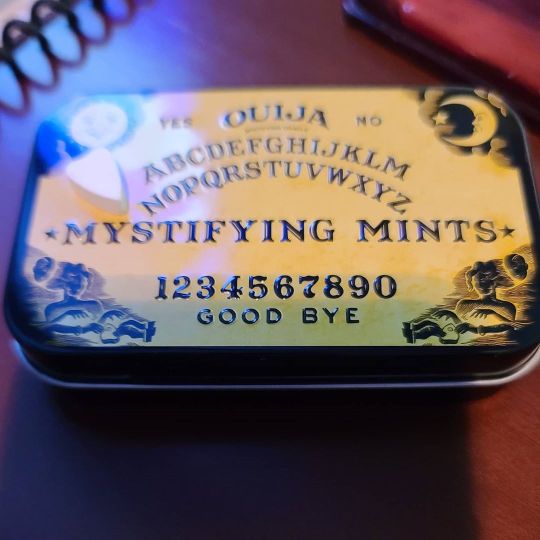 YES OUIJA NO
ABCDEFGHIJKLM
NOPQRSTUVWXYZ
★MYSTIFYING MINTS★
1234567890
GOOD BYE